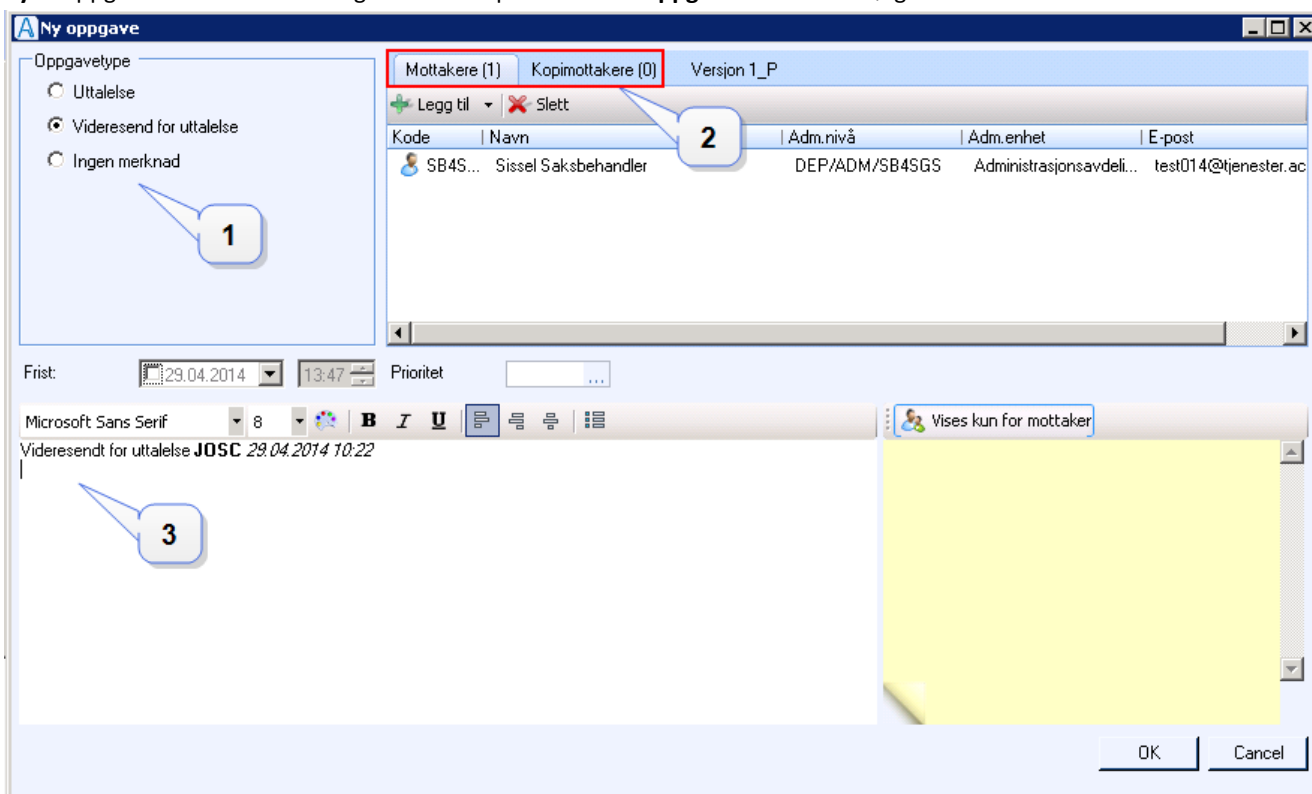 Ny oppgave
Oppgavetype
Uttalelse
Videresend for uttalelse
Ingen merknad
1
Mottakere (1) Kopimottakere (0) Versjon 1_P
Legg til Slett
2
Kode Navn Adm.nivå Adm.enhet E-post
SB4S... Sissel Saksbehandler DEP/ADM/SB4SGS Administrasjonsavdeli... test014@tjenester.ac
Frist: 29.04.2014 13:47 Prioritet ...
Microsoft Sans Serif 8 B I U Vises kun for mottaker
Videresendt for uttalelse JOSC 29.04.2014 10:22
3
OK Cancel